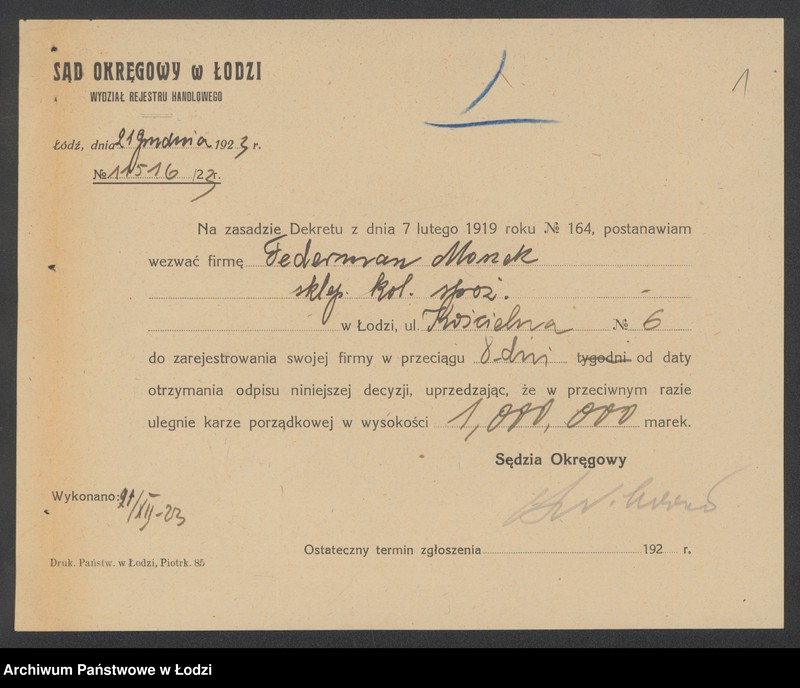 1
SĄD OKRĘGOWY w ŁODZI
WYDZIAŁ REJESTRU HANDLOWEGO
Łódź, dnia 21 grudnia 1923 r.
№ 11516 /23 r.
Na zasadzie Dekretu z dnia 7 lutego 1919 roku № 164, postanawiam
wezwać firmę Federman Moszek
sklep. kol. spoż.
w Łodzi, ul. Kościelna № 6
do zarejestrowania swojej firmy w przeciągu 8 dni tygodni od daty
otrzymania odpisu niniejszej decyzji, uprzedzając, że w przeciwnym razie
ulegnie karze porządkowej w wysokości 1,000,000 marek.
Sędzia Okręgowy
Wykonano: 21/XII-23
Ostateczny termin zgłoszenia 192 r.
Druk. Państw. w Łodzi, Piotrk. 85
Archiwum Państwowe w Łodzi